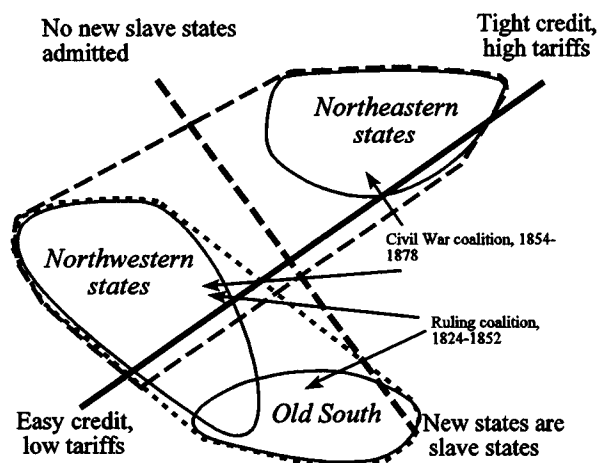 No new slave states
admitted
Tight credit,
high tariffs
Northeastern
states
Civil War coalition, 1854-
1878
Northwestern
states
Ruling coalition,
1824-1852
Old South
Easy credit,
low tariffs
New states are
slave states